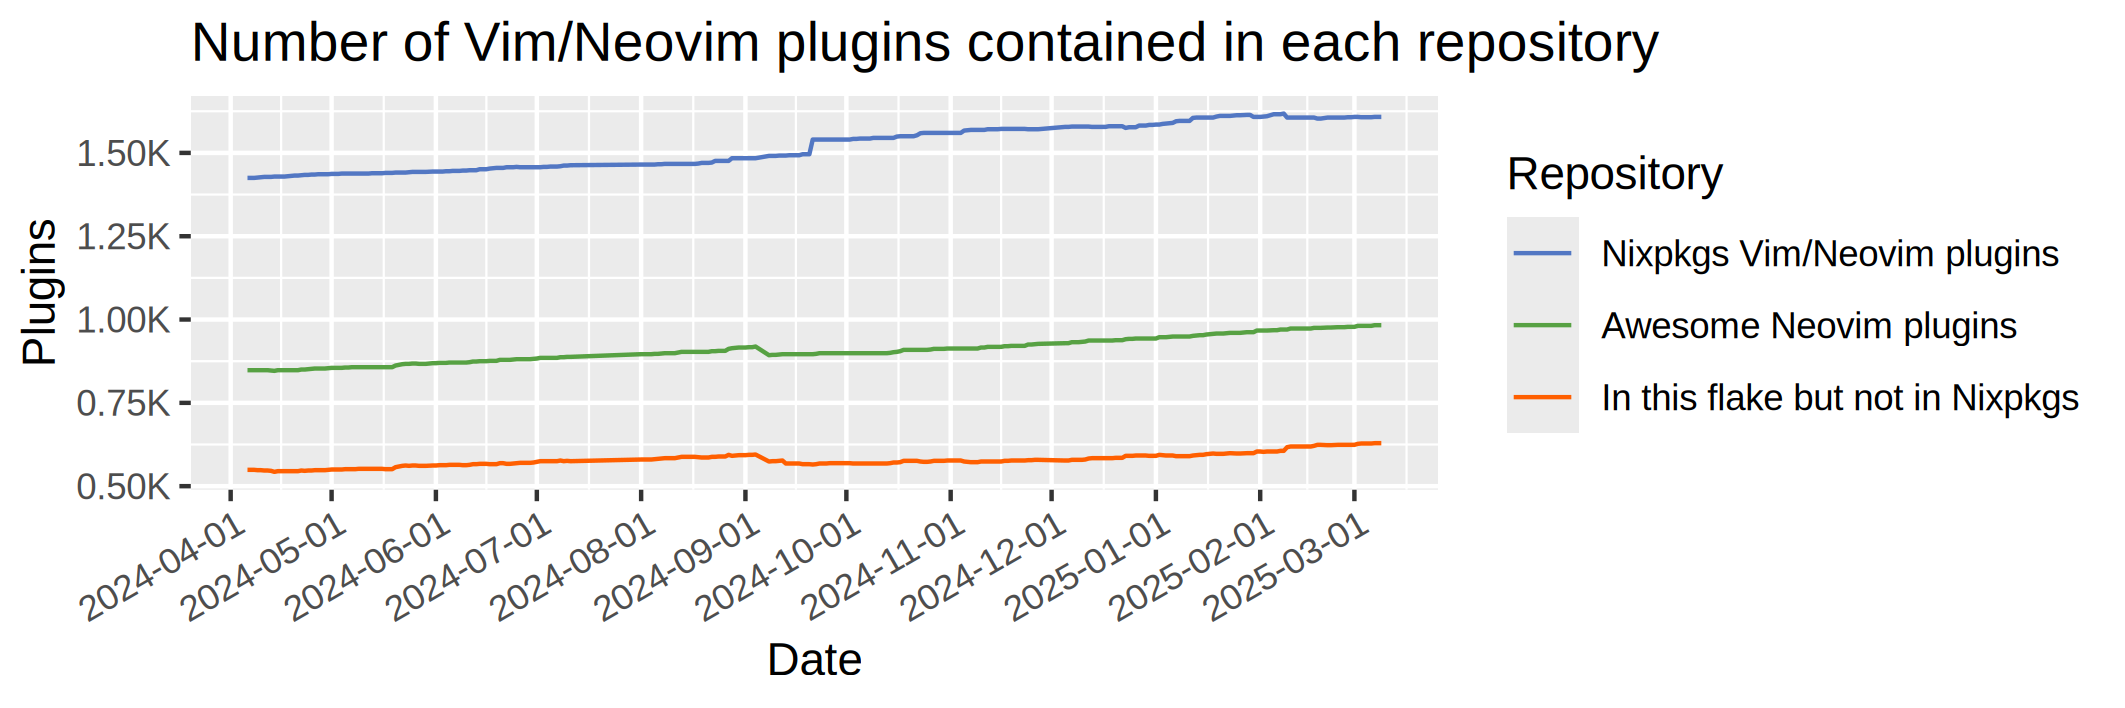 Number of Vim/Neovim plugins contained in each repository
Plugins
1.50K
1.25K
1.00K
0.75K
0.50K
2024-04-01
2024-05-01
2024-06-01
2024-07-01
2024-08-01
2024-09-01
2024-10-01
2024-11-01
2024-12-01
2025-01-01
2025-02-01
2025-03-01
Date
Repository
Nixpkgs Vim/Neovim plugins
Awesome Neovim plugins
In this flake but not in Nixpkgs